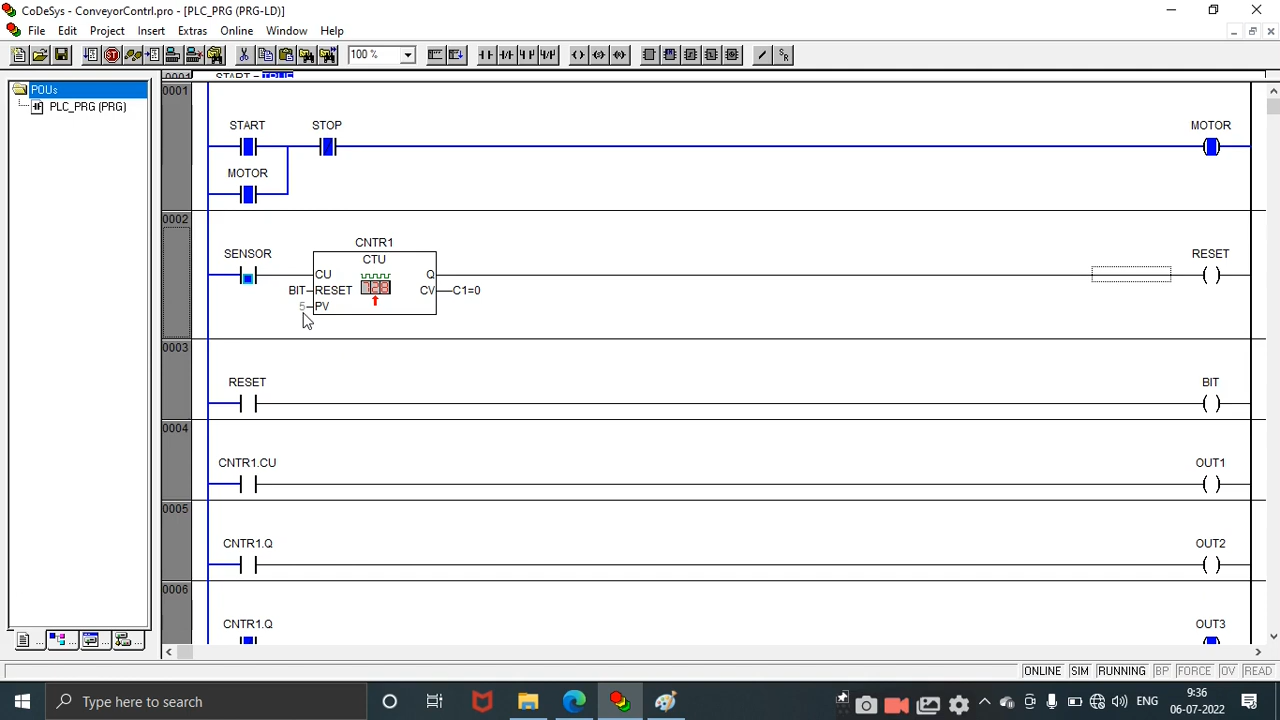 CoDeSys - ConveyorContrl.pro - [PLC_PRG (PRG-LD)]
File Edit Project Insert Extras Online Window Help
100 %
POUs
PLC_PRG (PRG)
0001 START = TRUE
0001
START STOP MOTOR
MOTOR
0002
CNTR1
SENSOR CTU RESET
CU Q
BIT RESET CV C1=0
5 PV
0003
RESET BIT
0004
CNTR1.CU OUT1
0005
CNTR1.Q OUT2
0006
CNTR1.Q OUT3
ONLINE SIM RUNNING BP FORCE OV READ
Type here to search
ENG
9:36
06-07-2022